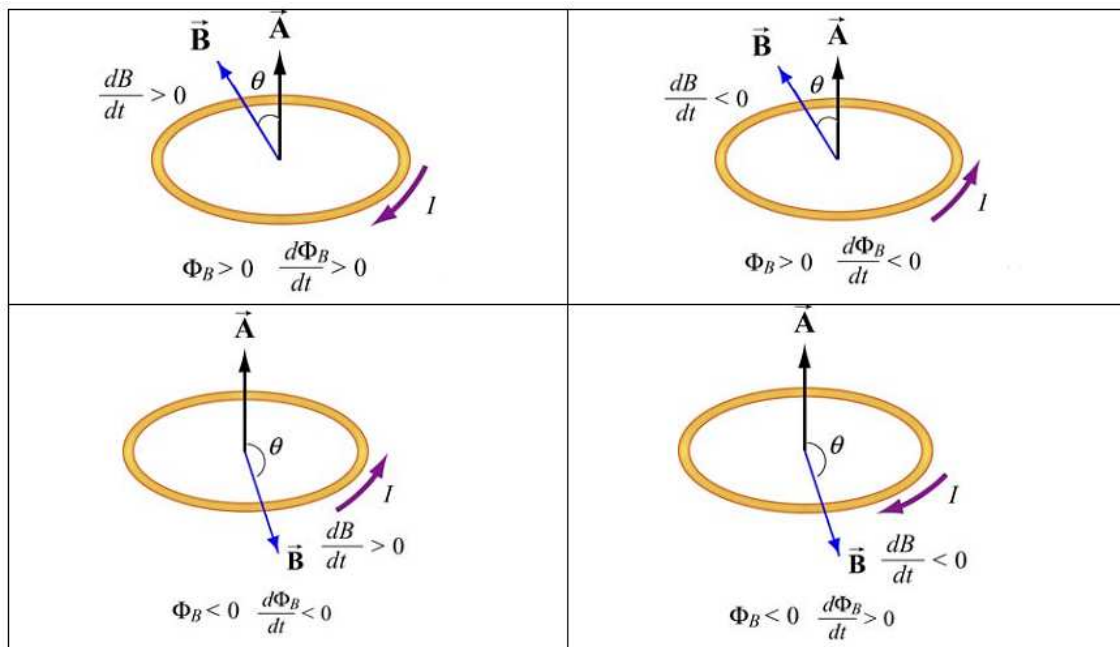 A⃗
B⃗
dB/dt > 0
θ
I
Φ_B > 0 dΦ_B/dt > 0
A⃗
B⃗
dB/dt < 0
θ
I
Φ_B > 0 dΦ_B/dt < 0
A⃗
θ
I
B⃗ dB/dt > 0
Φ_B < 0 dΦ_B/dt < 0
A⃗
θ
I
B⃗ dB/dt < 0
Φ_B < 0 dΦ_B/dt > 0